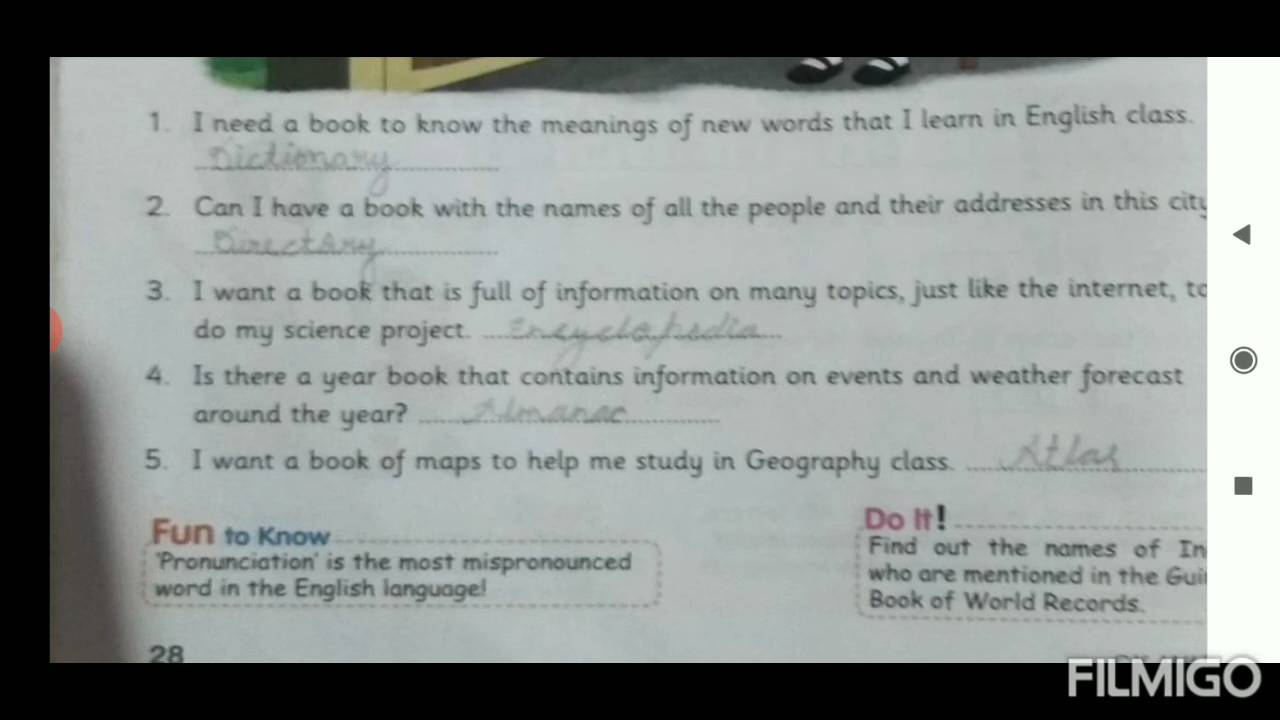 1. I need a book to know the meanings of new words that I learn in English class.
Dictionary
2. Can I have a book with the names of all the people and their addresses in this city
Directary
3. I want a book that is full of information on many topics, just like the internet, to
do my science project. Encyclopedia
4. Is there a year book that contains information on events and weather forecast
around the year? Almanac
5. I want a book of maps to help me study in Geography class. Atlas
Fun to Know
'Pronunciation' is the most mispronounced
word in the English language!
Do It!
Find out the names of In
who are mentioned in the Gui
Book of World Records.
28
FILMIGO